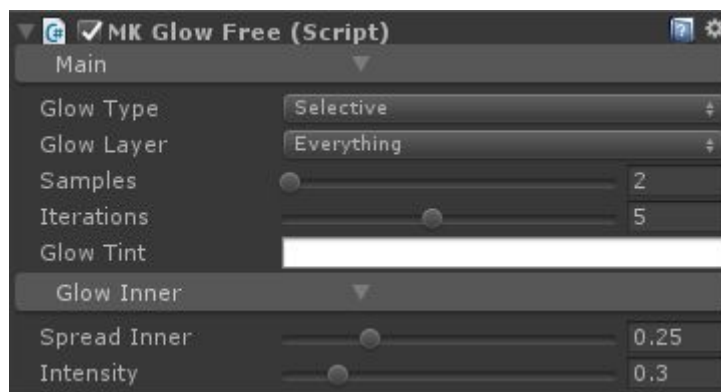 MK Glow Free (Script)
Main
Glow Type Selective
Glow Layer Everything
Samples 2
Iterations 5
Glow Tint
Glow Inner
Spread Inner 0.25
Intensity 0.3